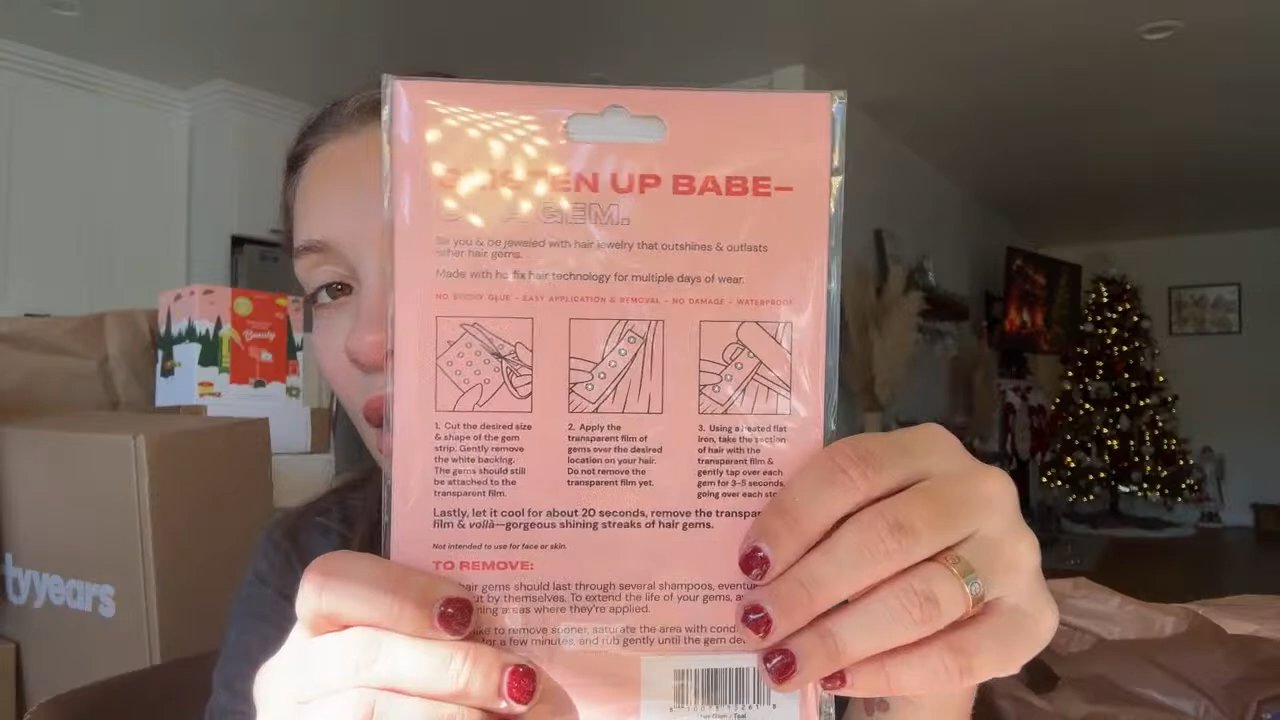 EN UP BABE—
GEM.
you & be jeweled with hair jewelry that outshines & outlasts
other hair gems.
Made with hot fix hair technology for multiple days of wear.
NO STICKY GLUE - EASY APPLICATION & REMOVAL - NO DAMAGE - WATERPROOF
1. Cut the desired size
& shape of the gem
strip. Gently remove
the white backing.
The gems should still
be attached to the
transparent film.
2. Apply the
transparent film of
gems over the desired
location on your hair.
Do not remove the
transparent film yet.
3. Using a heated flat
iron, take the section
of hair with the
transparent film &
gently tap over each
gem for 3-5 seconds
going over each
Lastly, let it cool for about 20 seconds, remove the
film & voilà—gorgeous shining streaks of hair gems.
Not intended to use for face or skin.
TO REMOVE:
hair gems should last through several shampoos,
by themselves. To extend the life of your gems,
areas where they're applied.
like to remove sooner, saturate the area with
for a few minutes, and rub gently until the gem
Teal
Beauty
tyyears